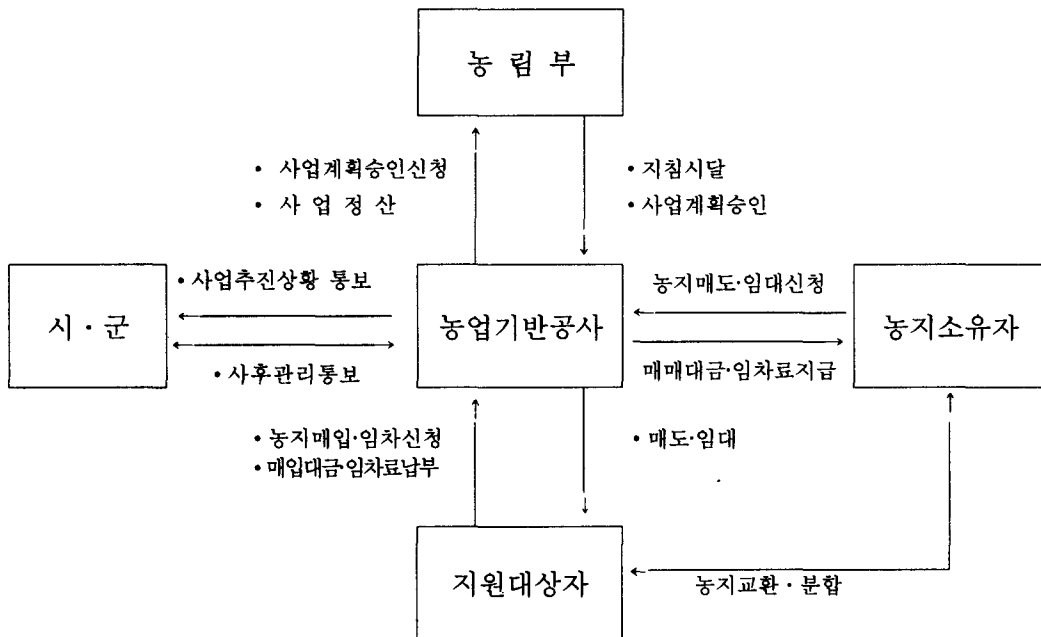 농 림 부
• 사업계획승인신청
• 사 업 정 산
• 지침시달
• 사업계획승인
• 사업추진상황 통보
농지매도·임대신청
시 · 군
농업기반공사
농지소유자
• 사후관리통보
매매대금·임차료지급
• 농지매입·임차신청
• 매입대금·임차료납부
• 매도·임대
지원대상자
농지교환 · 분합